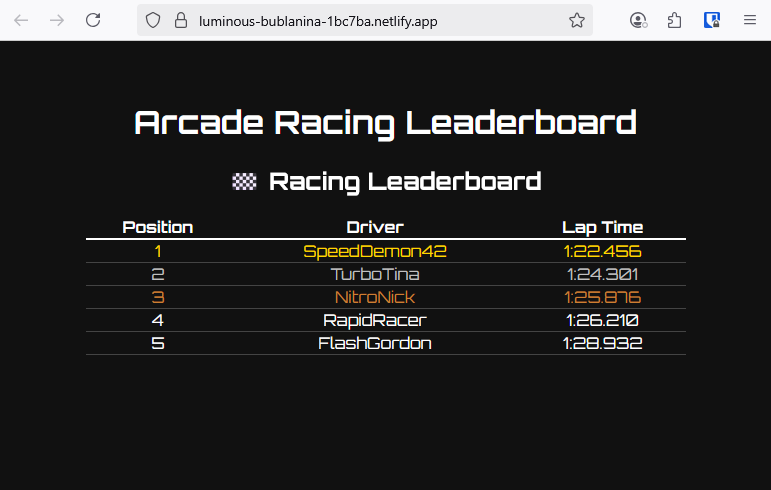 luminous-bublanina-1bc7ba.netlify.app
Arcade Racing Leaderboard
Racing Leaderboard
Position Driver Lap Time
1 SpeedDemon42 1:22.456
2 TurboTina 1:24.301
3 NitroNick 1:25.876
4 RapidRacer 1:26.210
5 FlashGordon 1:28.932